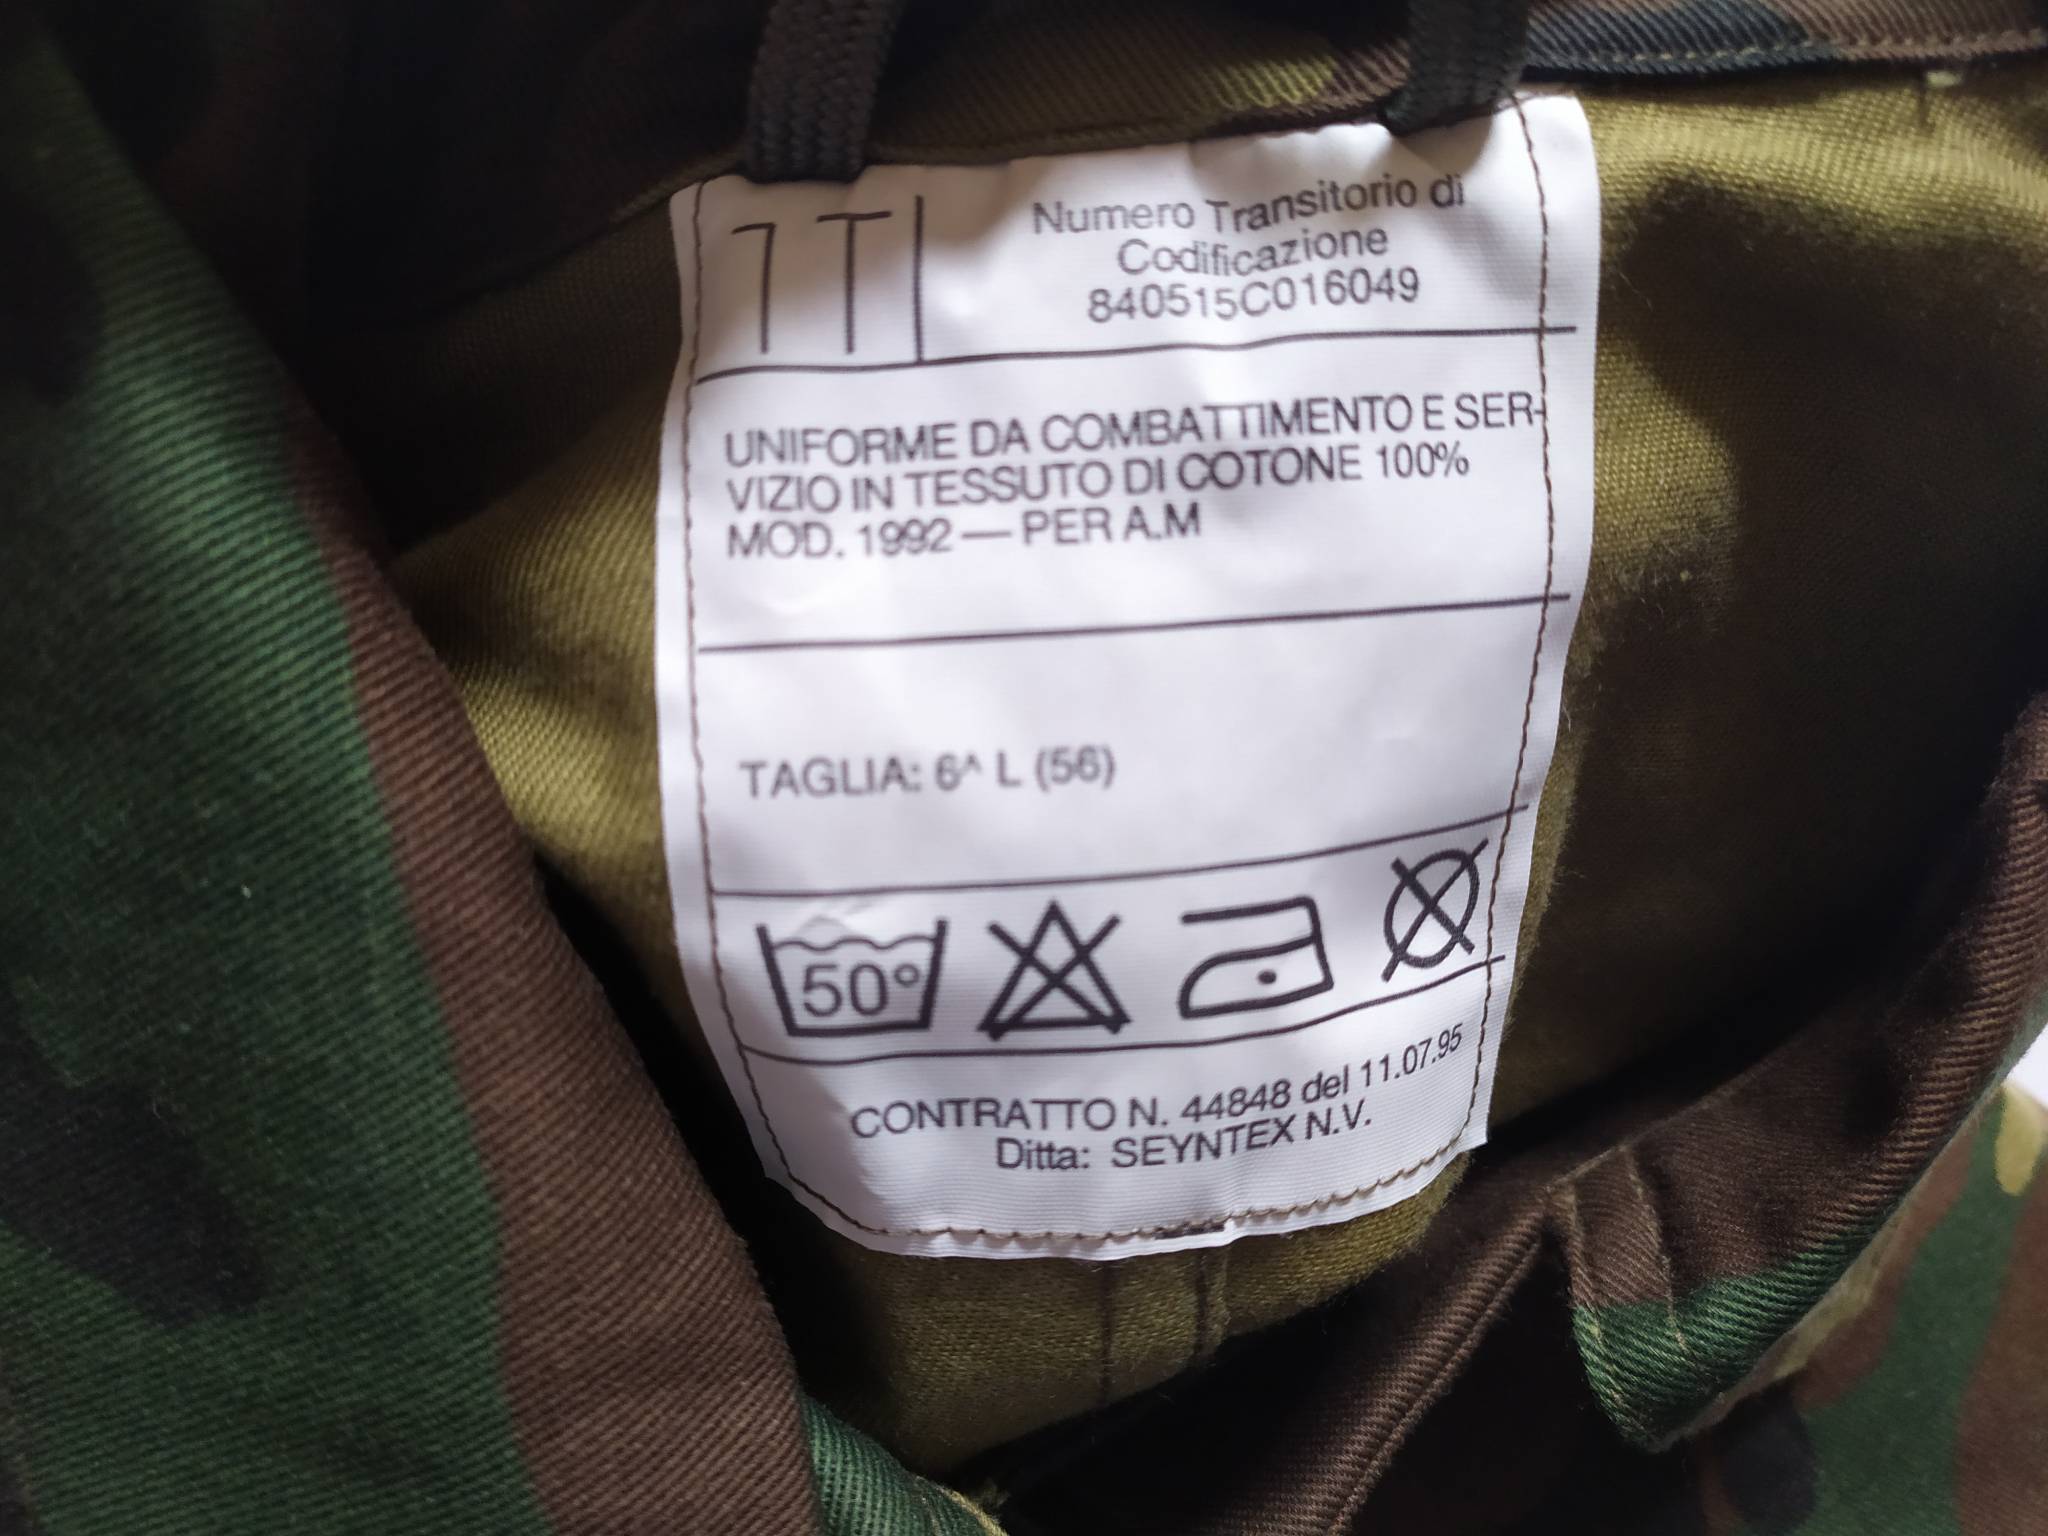 Numero Transitorio di
Codificazione
840515C016049
UNIFORME DA COMBATTIMENTO E SER-
VIZIO IN TESSUTO DI COTONE 100%
MOD. 1992 — PER A.M
TAGLIA: 6^ L (56)
50°
CONTRATTO N. 44848 del 11.07.95
Ditta: SEYNTEX N.V.